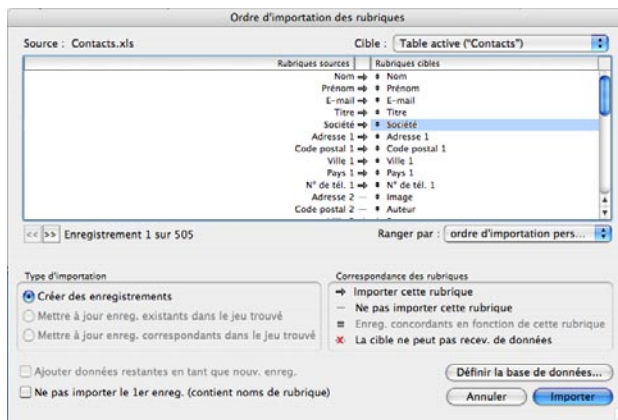 Ordre d'importation des rubriques
Source : Contacts.xls Cible : Table active ("Contacts")
Rubriques sources Rubriques cibles
Nom Nom
Prénom Prénom
E-mail E-mail
Titre Titre
Société Société
Adresse 1 Adresse 1
Code postal 1 Code postal 1
Ville 1 Ville 1
Pays 1 Pays 1
N° de tél. 1 N° de tél. 1
Adresse 2 Image
Code postal 2 Auteur
<< >> Enregistrement 1 sur 505 Ranger par : ordre d'importation pers...
Type d'importation
Créer des enregistrements
Mettre à jour enreg. existants dans le jeu trouvé
Mettre à jour enreg. correspondants dans le jeu trouvé
Correspondance des rubriques
Importer cette rubrique
Ne pas importer cette rubrique
Enreg. concordants en fonction de cette rubrique
La cible ne peut pas recev. de données
Ajouter données restantes en tant que nouv. enreg.
Ne pas importer le 1er enreg. (contient noms de rubrique)
Définir la base de données...
Annuler Importer